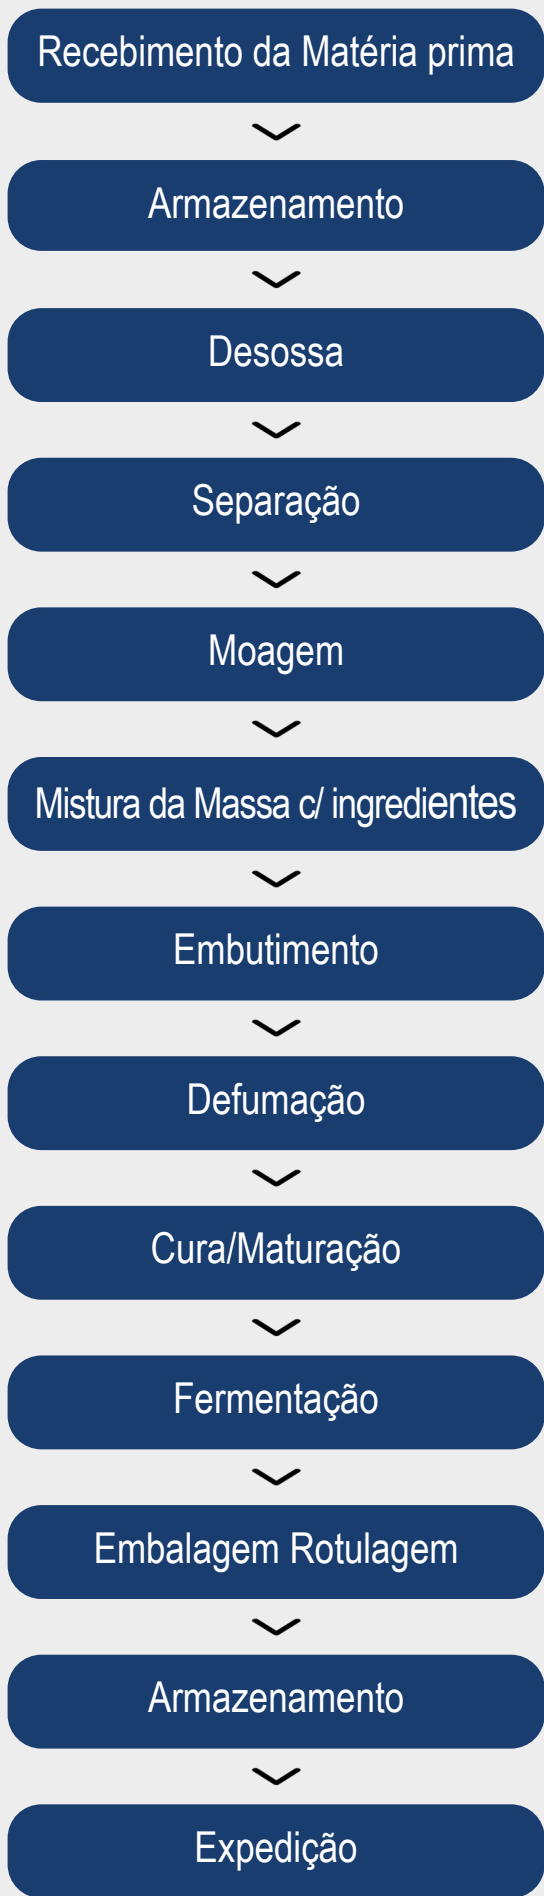 Recebimento da Matéria prima
Armazenamento
Desossa
Separação
Moagem
Mistura da Massa c/ ingredientes
Embutimento
Defumação
Cura/Maturação
Fermentação
Embalagem Rotulagem
Armazenamento
Expedição